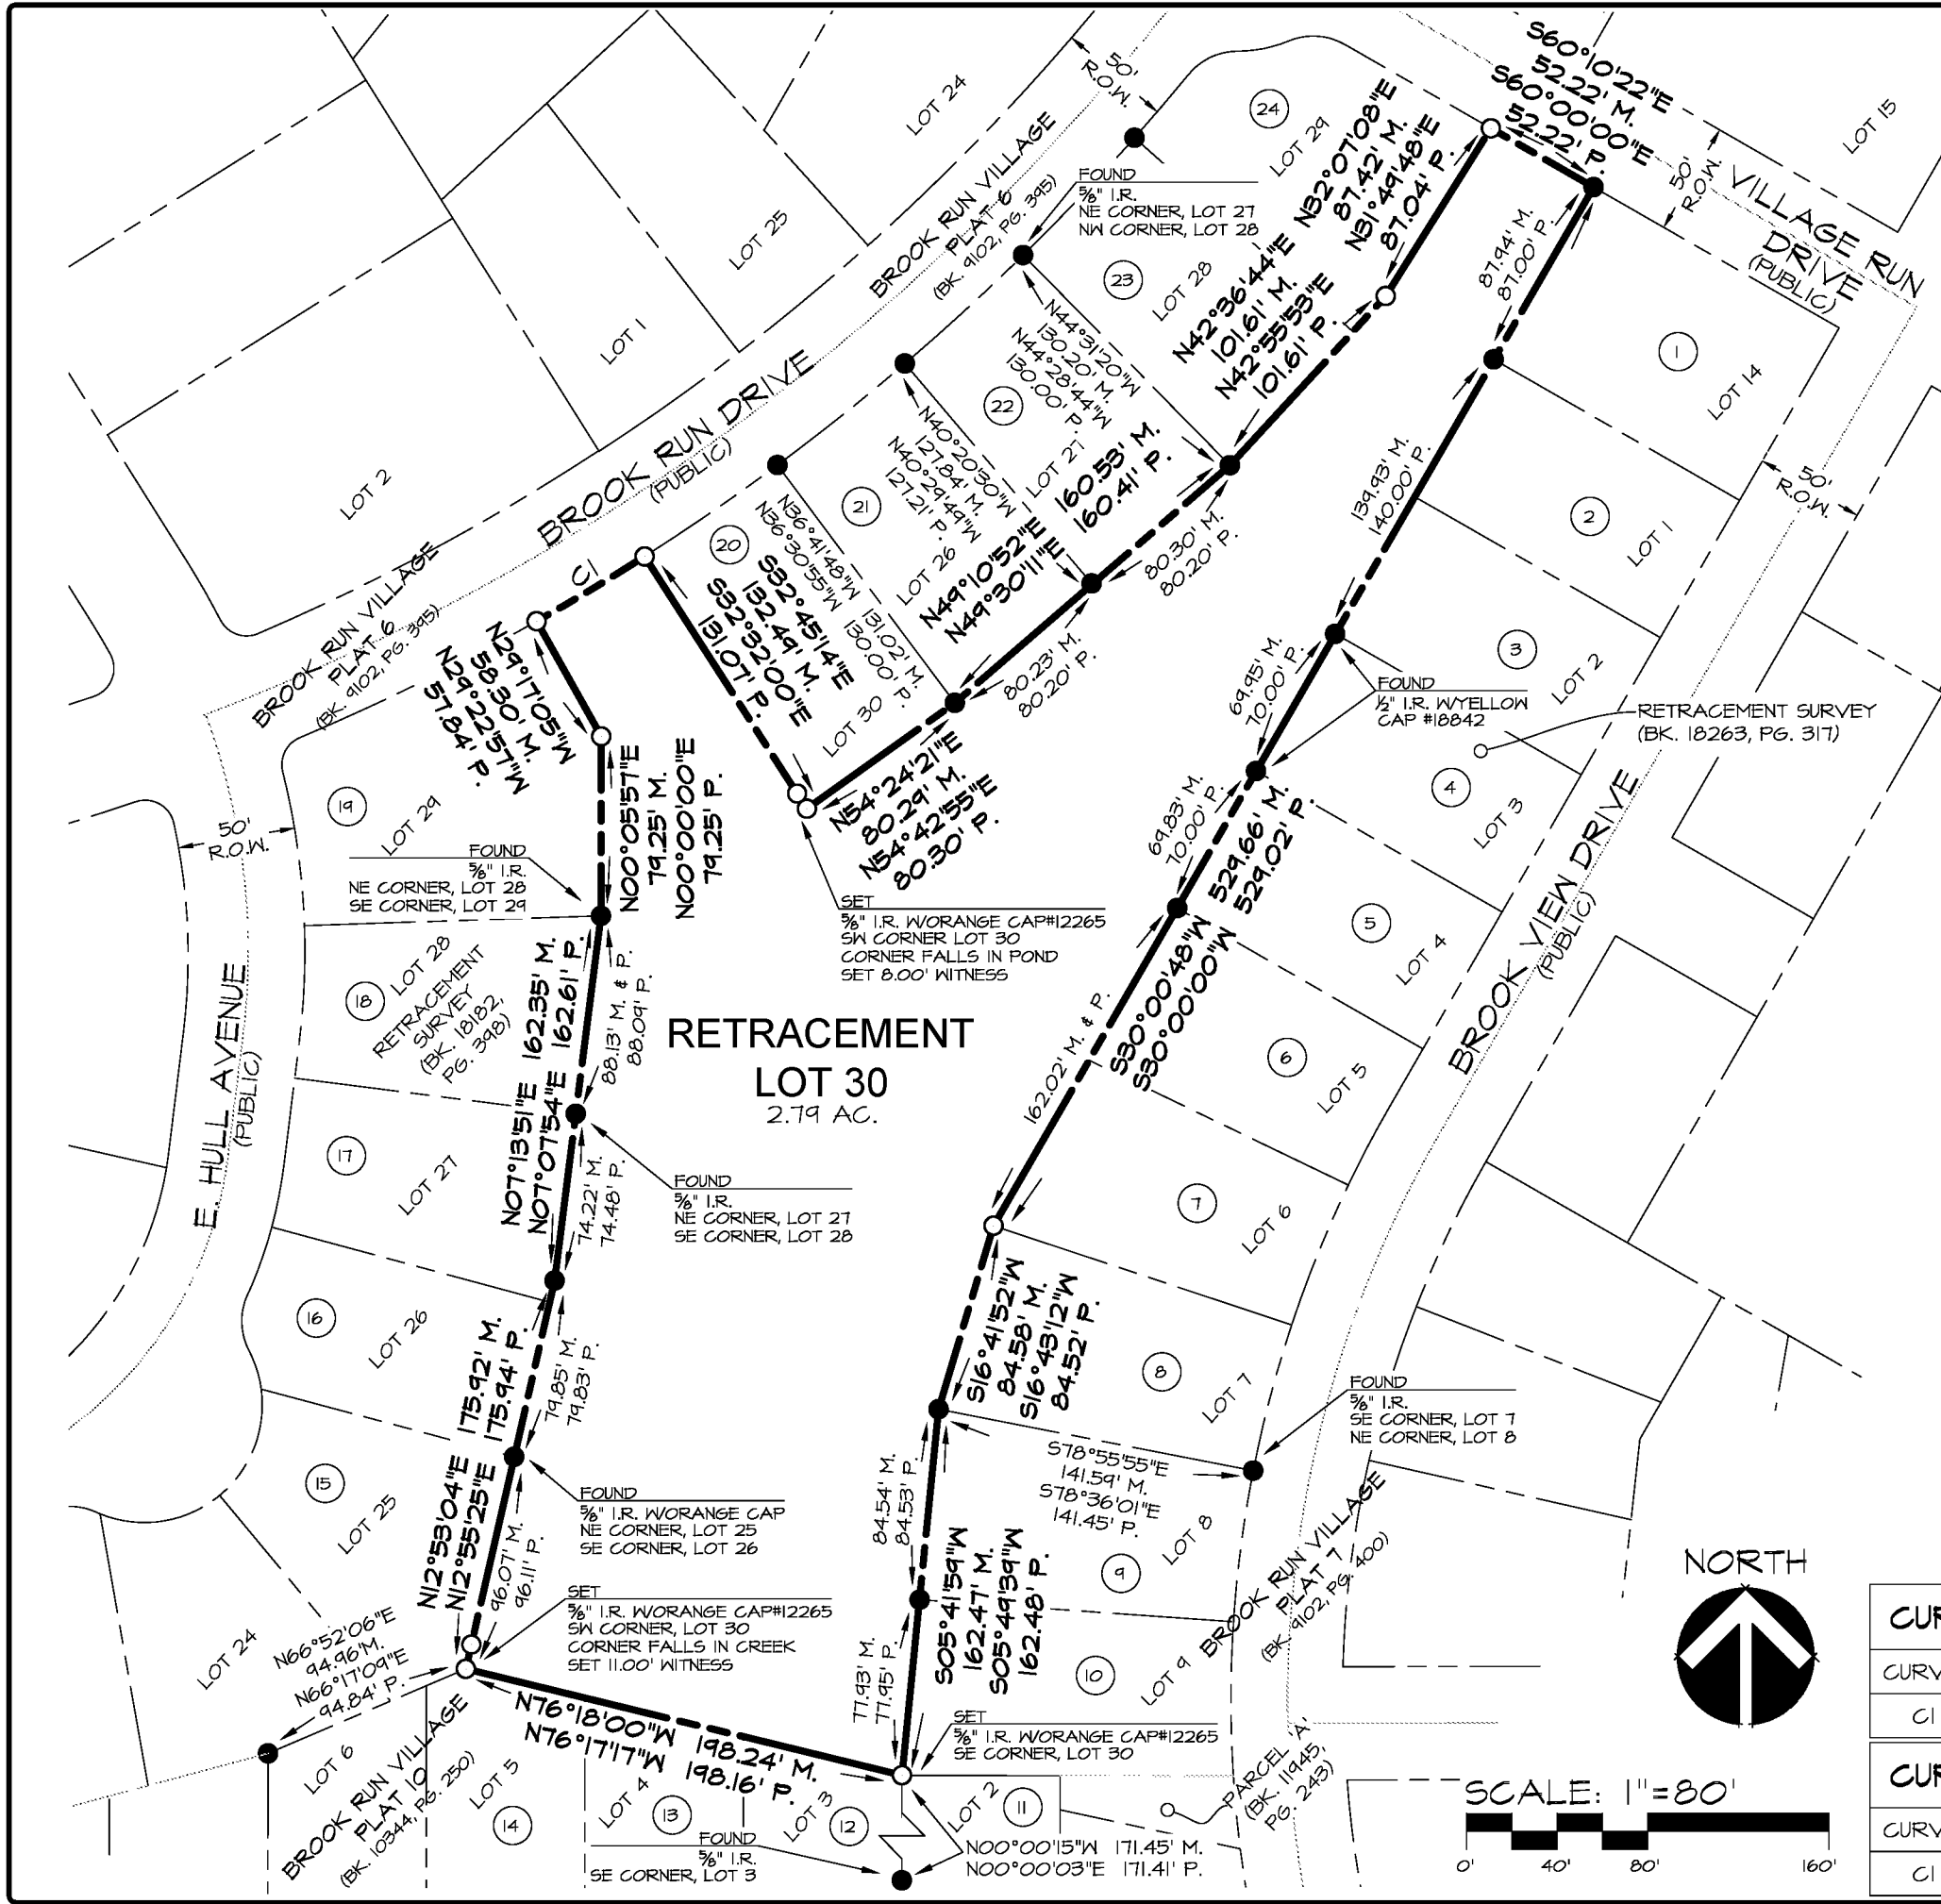 S60°10'22"E
52.22' M.
S60°00'00"E
52.22' P.
LOT 15
50'
R.O.W.
VILLAGE RUN
DRIVE
(PUBLIC)
50'
R.O.W.
LOT 24
24
LOT 29
N32°07'08"E
87.42' M.
N31°49'48"E
87.04' P.
BROOK RUN VILLAGE
PLAT 6
(BK. 9102, PG. 395)
FOUND
5/8" I.R.
NE CORNER, LOT 27
NW CORNER, LOT 28
LOT 25
23
LOT 28
N42°36'44"E
101.61' M.
N42°55'53"E
101.61' P.
87.94' M.
87.00' P.
1
LOT 14
LOT 1
N44°31'20"W
130.20' M.
N44°28'44"W
130.00' P.
22
LOT 27
BROOK RUN DRIVE
(PUBLIC)
N40°20'30"W
127.84' M.
N40°29'49"W
127.21' P.
21
LOT 26
160.53' M.
160.41' P.
N49°10'52"E
N49°30'11"E
139.93' M.
140.00' P.
50'
R.O.W.
2
LOT 1
LOT 2
20
C1
N36°41'48"W 131.02' M.
N36°30'55"W 130.00' P.
S32°45'14"E
132.49' M.
S32°32'00"E
131.07' P.
LOT 30
80.30' M.
80.20' P.
80.23' M.
80.20' P.
BROOK RUN VILLAGE
PLAT 6
(BK. 9102, PG. 395)
N29°17'05"W
58.30' M.
N29°22'57"W
57.84' P.
3
LOT 2
69.95' M.
70.00' P.
FOUND
1/2" I.R. W/YELLOW
CAP #18842
RETRACEMENT SURVEY
(BK. 18263, PG. 317)
N00°05'57"E
79.25' M.
N00°00'00"E
79.25' P.
N54°24'21"E
80.29' M.
N54°42'55"E
80.30' P.
4
LOT 3
69.83' M.
70.00' P.
19
LOT 29
50'
R.O.W.
FOUND
5/8" I.R.
NE CORNER, LOT 28
SE CORNER, LOT 29
SET
5/8" I.R. W/ORANGE CAP#12265
SW CORNER LOT 30
CORNER FALLS IN POND
SET 8.00' WITNESS
S30°00'48"W 529.66' M.
S30°00'00"W 529.02' P.
5
LOT 4
BROOK VIEW DRIVE
(PUBLIC)
18
LOT 28
RETRACEMENT
SURVEY
(BK. 18182,
PG. 398)
N07°13'51"E 162.35' M.
N07°07'54"E 162.61' P.
88.13' M. & P.
88.09' P.
RETRACEMENT
LOT 30
2.79 AC.
162.02' M. & P.
6
LOT 5
E. HULL AVENUE
(PUBLIC)
17
LOT 27
FOUND
5/8" I.R.
NE CORNER, LOT 27
SE CORNER, LOT 28
74.22' M.
74.48' P.
7
LOT 6
16
LOT 26
S16°41'52"W
84.58' M.
S16°43'12"W
84.52' P.
N12°53'04"E 175.92' M.
N12°55'25"E 175.94' P.
79.85' M.
79.83' P.
8
LOT 7
FOUND
5/8" I.R.
SE CORNER, LOT 7
NE CORNER, LOT 8
15
LOT 25
S78°55'55"E
141.59' M.
S78°36'01"E
141.45' P.
FOUND
5/8" I.R. W/ORANGE CAP
NE CORNER, LOT 25
SE CORNER, LOT 26
96.07' M.
96.11' P.
84.54' M.
84.53' P.
S05°41'59"W
162.47' M.
S05°49'39"W
162.48' P.
9
LOT 8
BROOK RUN VILLAGE
PLAT 7
(BK. 9102, PG. 400)
NORTH
SET
5/8" I.R. W/ORANGE CAP#12265
SW CORNER, LOT 30
CORNER FALLS IN CREEK
SET 11.00' WITNESS
LOT 24
N66°52'06"E
94.96'M.
N66°17'09"E
94.84' P.
77.93' M.
77.95' P.
10
LOT 9
N76°18'00"W 198.24' M.
N76°17'17"W 198.16' P.
SET
5/8" I.R. W/ORANGE CAP#12265
SE CORNER, LOT 30
LOT 6
BROOK RUN VILLAGE
PLAT 10
(BK. 10344, PG. 250)
LOT 5
14
LOT 4
13
LOT 3
12
LOT 2
11
PARCEL 'A'
(BK. 11945,
PG. 243)
FOUND
5/8" I.R.
SE CORNER, LOT 3
N00°00'15"W 171.45' M.
N00°00'03"E 171.41' P.
SCALE: 1"=80'
0' 40' 80' 160'
CUR
CURV
C1
CUR
CURV
C1